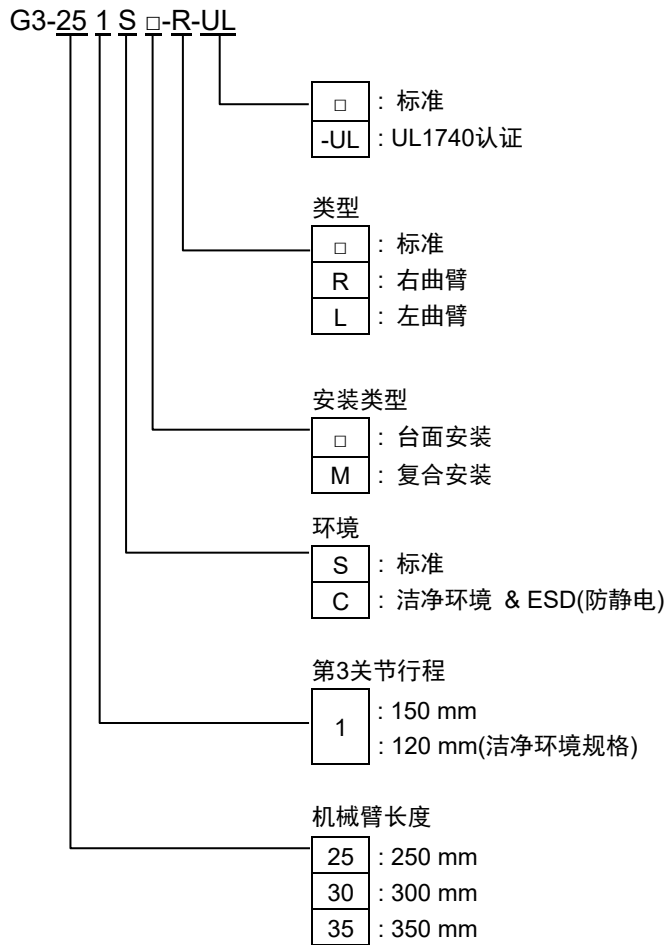 G3-25 1 S □-R-UL
□ : 标准
-UL : UL1740认证
类型
□ : 标准
R : 右曲臂
L : 左曲臂
安装类型
□ : 台面安装
M : 复合安装
环境
S : 标准
C : 洁净环境 & ESD(防静电)
第3关节行程
1 : 150 mm
: 120 mm(洁净环境规格)
机械臂长度
25 : 250 mm
30 : 300 mm
35 : 350 mm